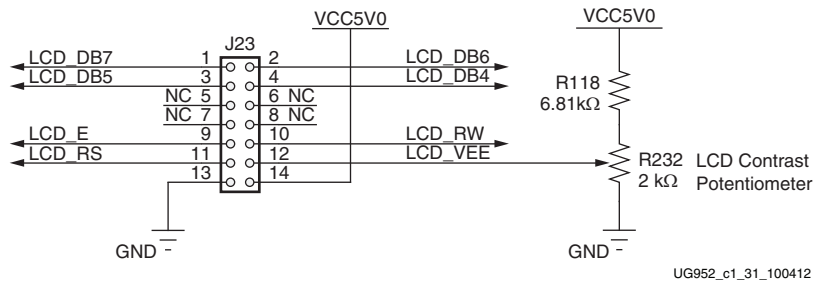 VCC5V0 VCC5V0
J23
LCD_DB7 1 2 LCD_DB6
LCD_DB5 3 4 LCD_DB4
NC 5 6 NC
NC 7 8 NC
LCD_E 9 10 LCD_RW
LCD_RS 11 12 LCD_VEE
13 14
R118
6.81kΩ
R232 LCD Contrast
2 kΩ Potentiometer
GND GND
UG952_c1_31_100412